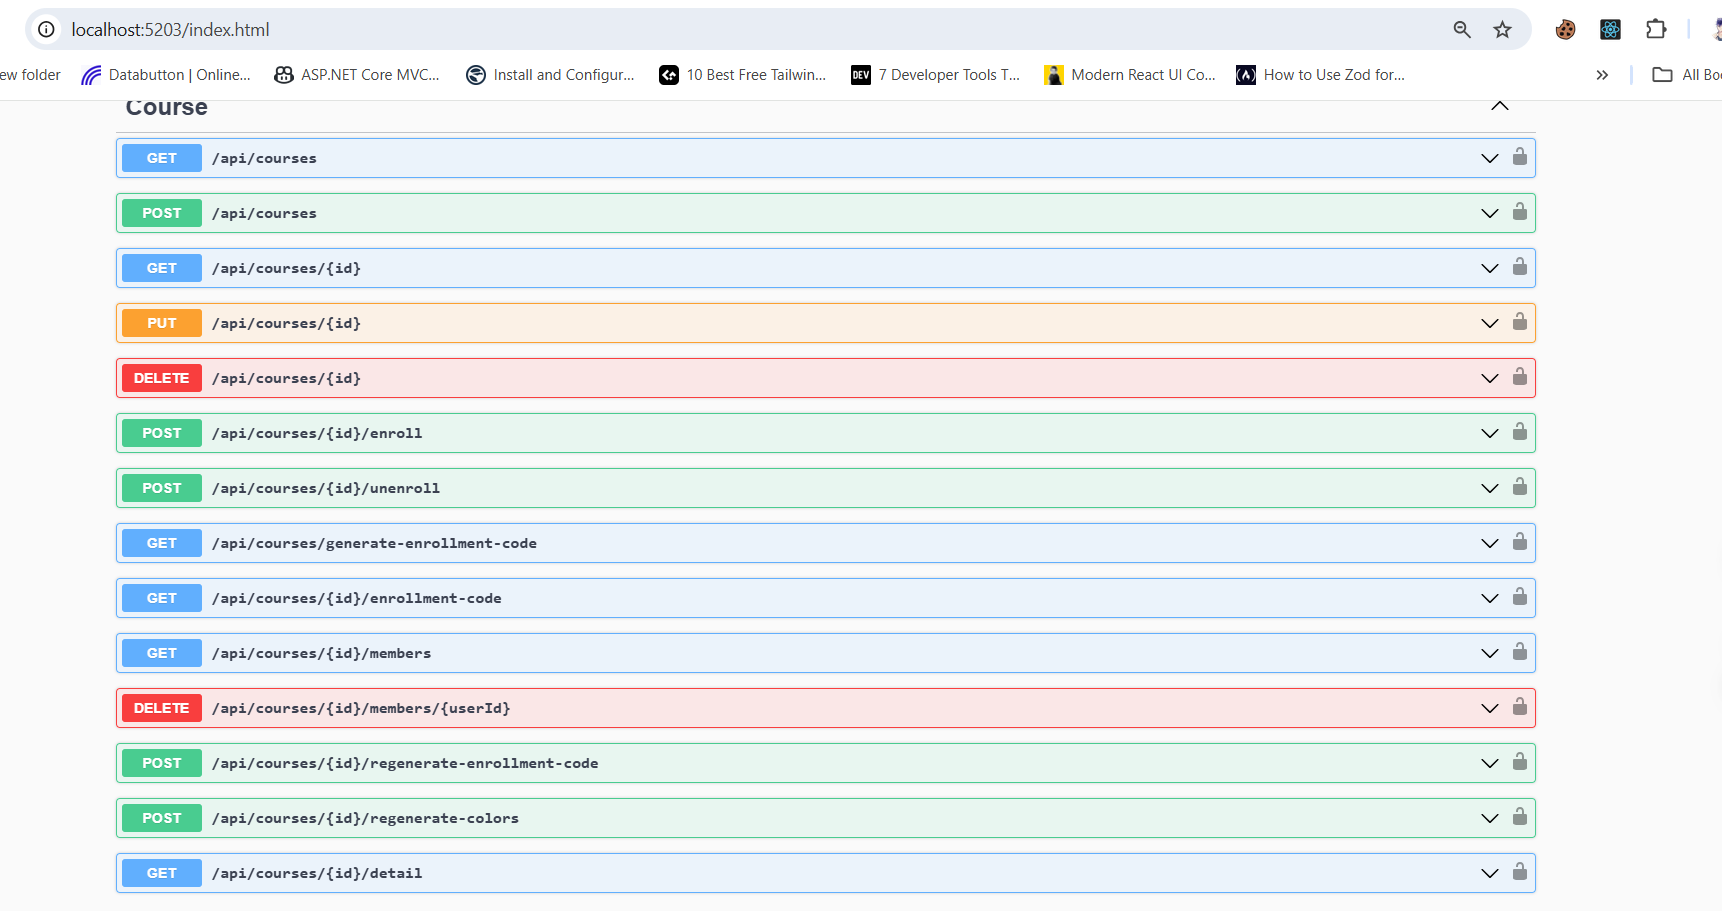 localhost:5203/index.html
ew folder Databutton | Online... ASP.NET Core MVC... Install and Configur... 10 Best Free Tailwin... DEV 7 Developer Tools T... Modern React UI Co... How to Use Zod for... » All Boo
Course
GET /api/courses
POST /api/courses
GET /api/courses/{id}
PUT /api/courses/{id}
DELETE /api/courses/{id}
POST /api/courses/{id}/enroll
POST /api/courses/{id}/unenroll
GET /api/courses/generate-enrollment-code
GET /api/courses/{id}/enrollment-code
GET /api/courses/{id}/members
DELETE /api/courses/{id}/members/{userId}
POST /api/courses/{id}/regenerate-enrollment-code
POST /api/courses/{id}/regenerate-colors
GET /api/courses/{id}/detail